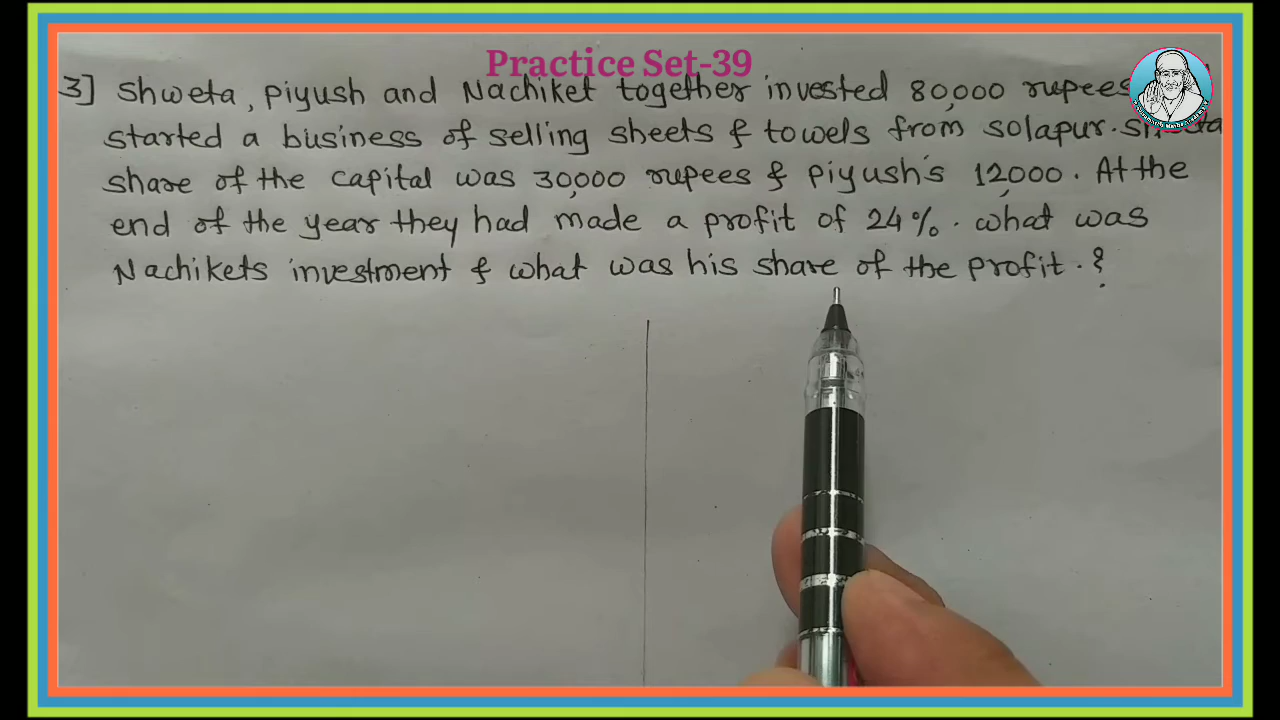 Practice Set-39
3] Shweta, Piyush and Nachiket together invested 80,000 rupees
started a business of selling sheets & towels from solapur.
share of the capital was 30,000 rupees & Piyush's 12,000. At the
end of the year they had made a profit of 24%. what was
Nachikets investment & what was his share of the profit.?